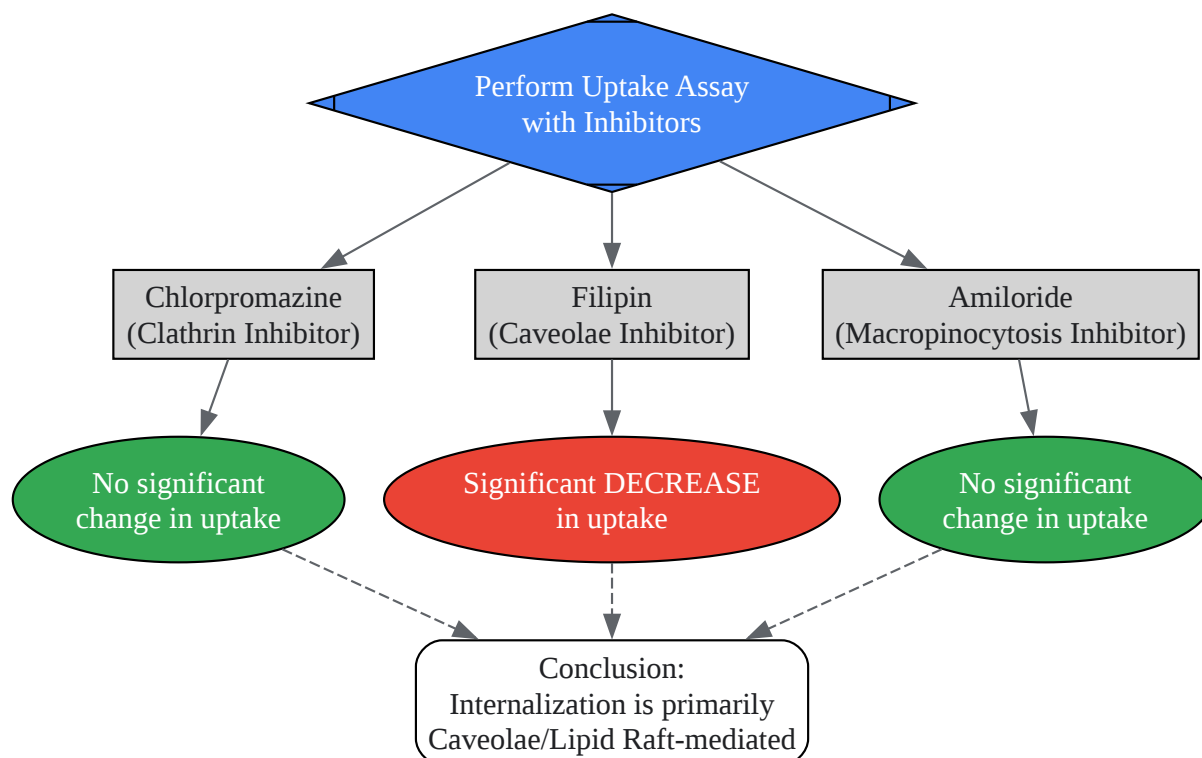 Perform Uptake Assay
with Inhibitors
Chlorpromazine
(Clathrin Inhibitor)
Filipin
(Caveolae Inhibitor)
Amiloride
(Macropinocytosis Inhibitor)
No significant
change in uptake
Significant DECREASE
in uptake
No significant
change in uptake
Conclusion:
Internalization is primarily
Caveolae/Lipid Raft-mediated